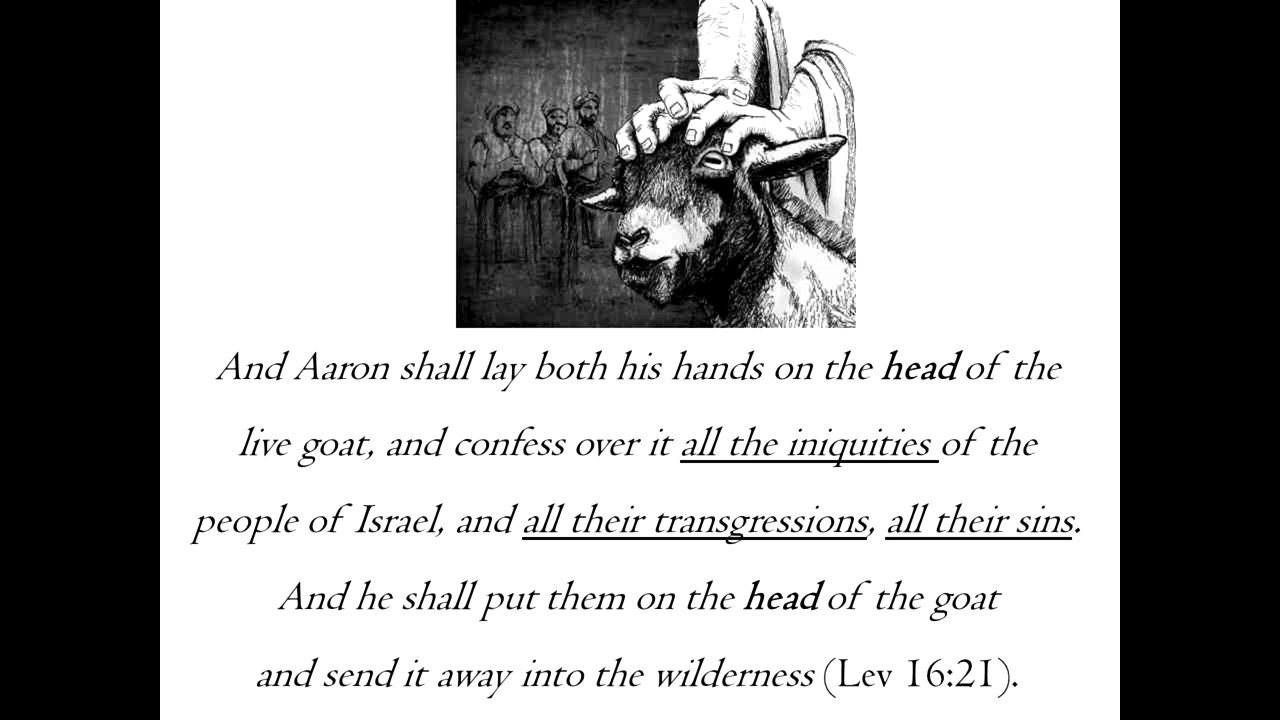 And Aaron shall lay both his hands on the head of the
live goat, and confess over it all the iniquities of the
people of Israel, and all their transgressions, all their sins.
And he shall put them on the head of the goat
and send it away into the wilderness (Lev 16:21).